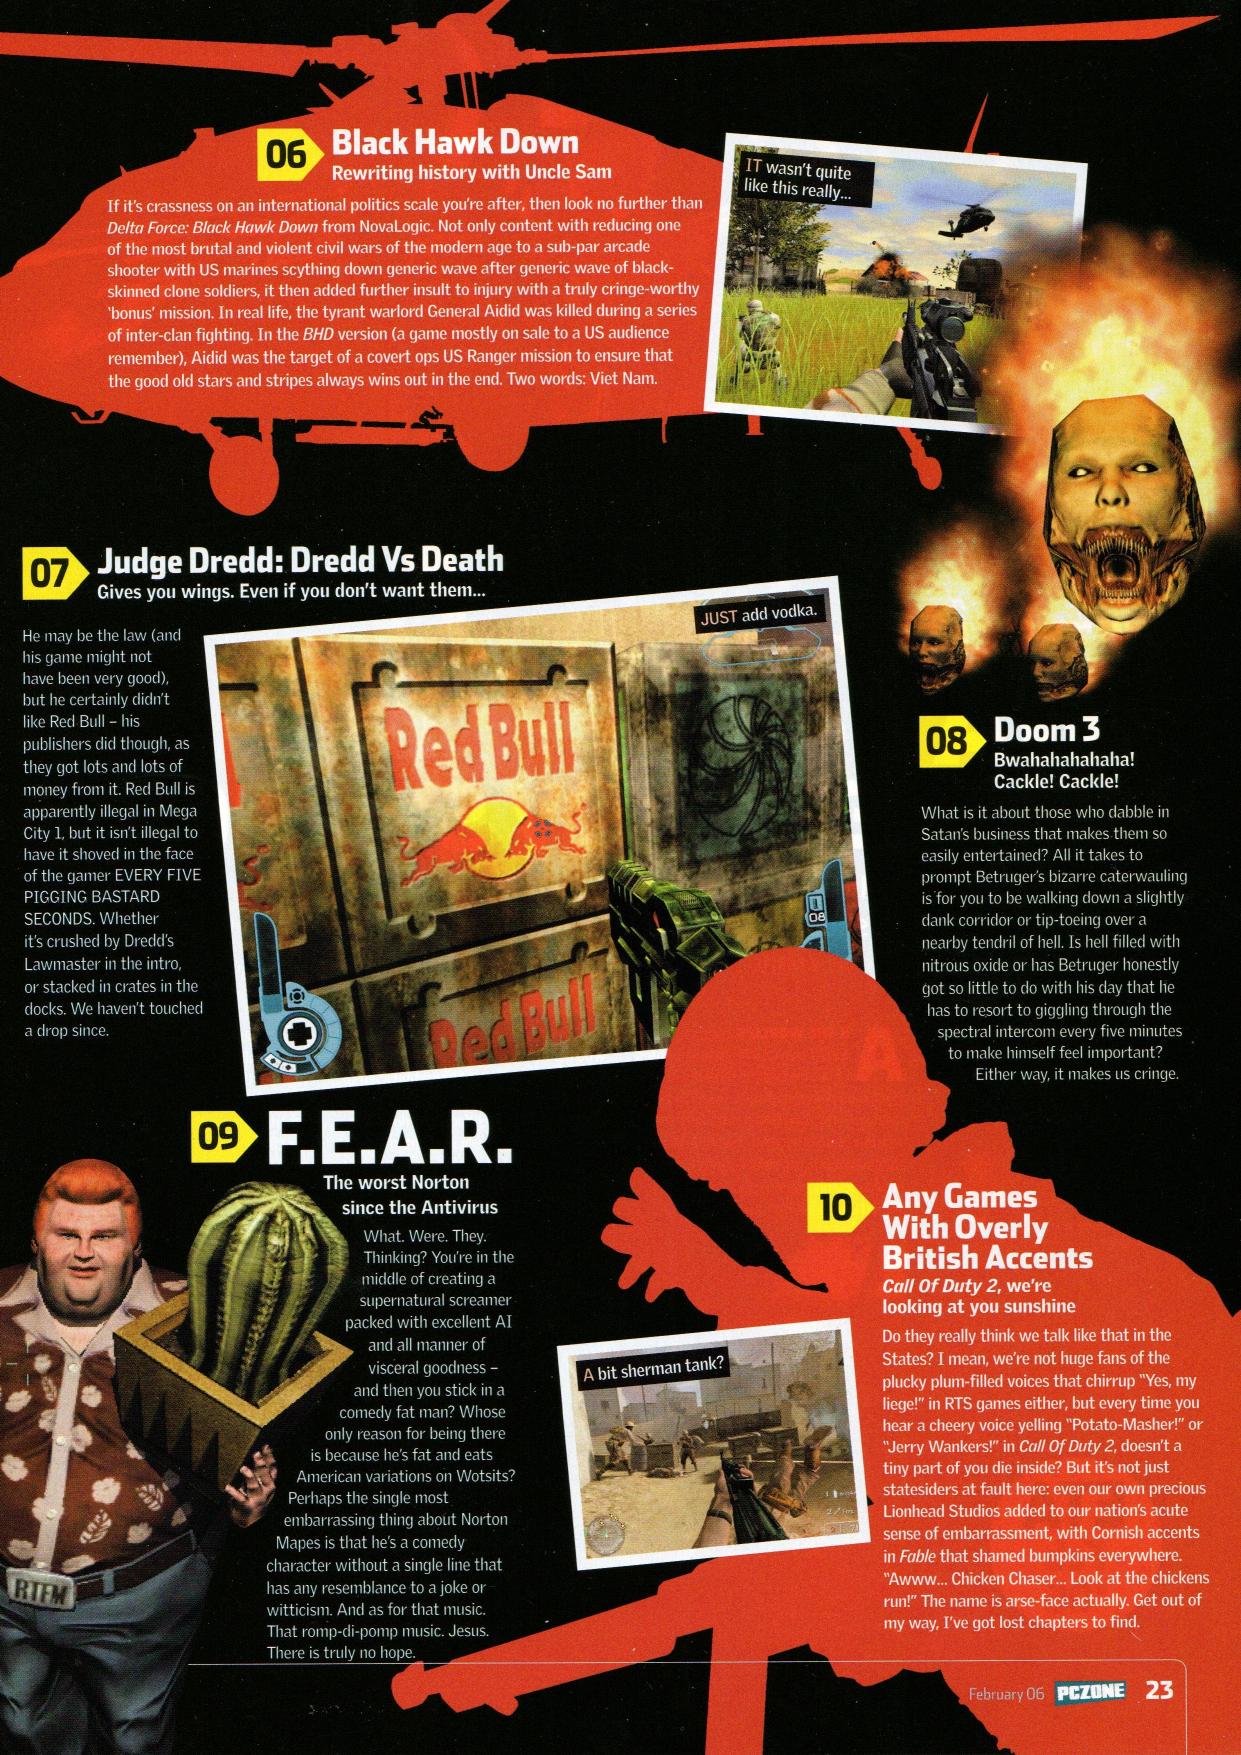 06
Black Hawk Down
Rewriting history with Uncle Sam
If it's crassness on an international politics scale you're after, then look no further than
Delta Force: Black Hawk Down from NovaLogic. Not only content with reducing one
of the most brutal and violent civil wars of the modern age to a sub-par arcade
shooter with US marines scything down generic wave after generic wave of black-
skinned clone soldiers, it then added further insult to injury with a truly cringe-worthy
'bonus' mission. In real life, the tyrant warlord General Aidid was killed during a series
of inter-clan fighting. In the BHD version (a game mostly on sale to a US audience
remember), Aidid was the target of a covert ops US Ranger mission to ensure that
the good old stars and stripes always wins out in the end. Two words: Viet Nam.
IT wasn't quite
like this really...
07
Judge Dredd: Dredd Vs Death
Gives you wings. Even if you don't want them...
He may be the law (and
his game might not
have been very good),
but he certainly didn't
like Red Bull – his
publishers did though, as
they got lots and lots of
money from it. Red Bull is
apparently illegal in Mega
City 1, but it isn't illegal to
have it shoved in the face
of the gamer EVERY FIVE
PIGGING BASTARD
SECONDS. Whether
it's crushed by Dredd's
Lawmaster in the intro,
or stacked in crates in the
docks. We haven't touched
a drop since.
JUST add vodka.
Red Bull
Red Bull
08
08
Doom 3
Bwahahahahaha!
Cackle! Cackle!
What is it about those who dabble in
Satan's business that makes them so
easily entertained? All it takes to
prompt Betruger's bizarre caterwauling
is for you to be walking down a slightly
dank corridor or tip-toeing over a
nearby tendril of hell. Is hell filled with
nitrous oxide or has Betruger honestly
got so little to do with his day that he
has to resort to giggling through the
spectral intercom every five minutes
to make himself feel important?
Either way, it makes us cringe.
09
F.E.A.R.
The worst Norton
since the Antivirus
What. Were. They.
Thinking? You're in the
middle of creating a
supernatural screamer
packed with excellent AI
and all manner of
visceral goodness –
and then you stick in a
comedy fat man? Whose
only reason for being there
is because he's fat and eats
American variations on Wotsits?
Perhaps the single most
embarrassing thing about Norton
Mapes is that he's a comedy
character without a single line that
has any resemblance to a joke or
witticism. And as for that music.
That romp-di-pomp music. Jesus.
There is truly no hope.
RTFM
10
Any Games
With Overly
British Accents
Call Of Duty 2, we're
looking at you sunshine
Do they really think we talk like that in the
States? I mean, we're not huge fans of the
plucky plum-filled voices that chirrup "Yes, my
liege!" in RTS games either, but every time you
hear a cheery voice yelling "Potato-Masher!" or
"Jerry Wankers!" in Call Of Duty 2, doesn't a
tiny part of you die inside? But it's not just
statesiders at fault here: even our own precious
Lionhead Studios added to our nation's acute
sense of embarrassment, with Cornish accents
in Fable that shamed bumpkins everywhere.
"Awww... Chicken Chaser... Look at the chickens
run!" The name is arse-face actually. Get out of
my way, I've got lost chapters to find.
A bit sherman tank?
February 06 PCZONE 23